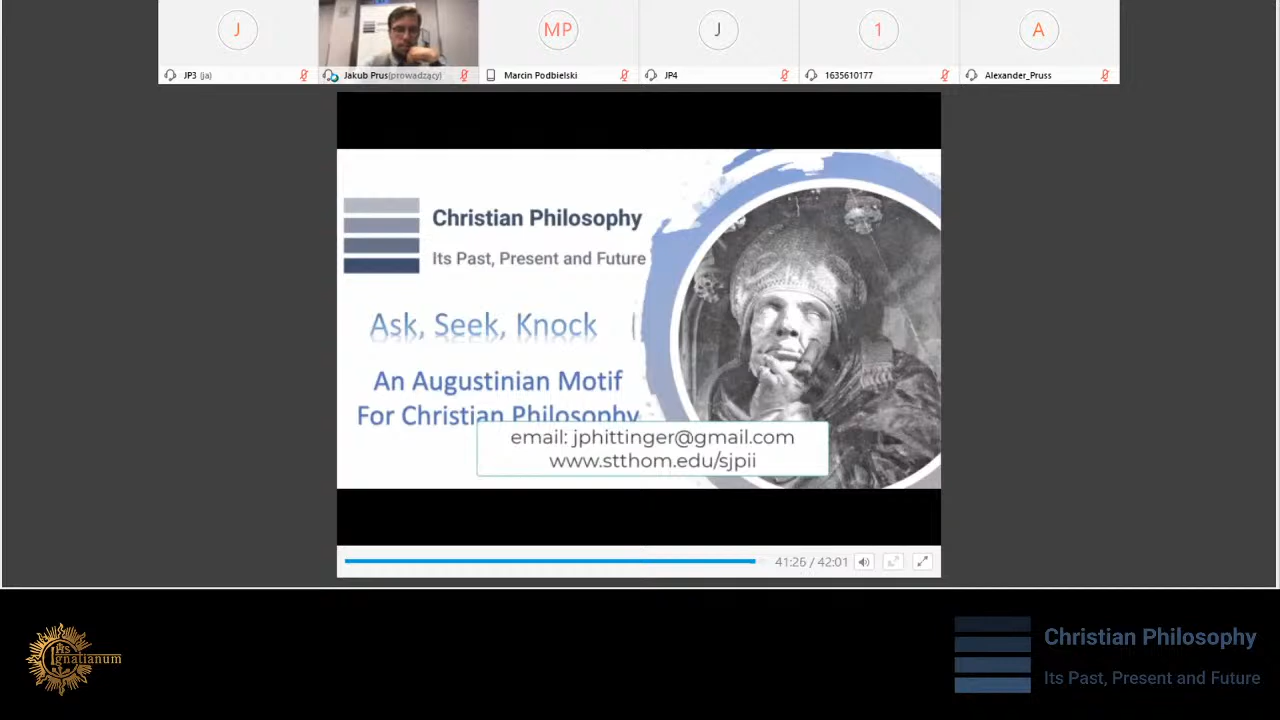 J
MP
J
1
A
JP3 (ja)
Jakub Prus(prowadzący)
Marcin Podbielski
JP4
1635610177
Alexander_Pruss
Christian Philosophy
Its Past, Present and Future
Ask, Seek, Knock
An Augustinian Motif
For Christian Philosophy
email: jphittinger@gmail.com
www.stthom.edu/sjpii
41:26 / 42:01
Ignatianum
Christian Philosophy
Its Past, Present and Future